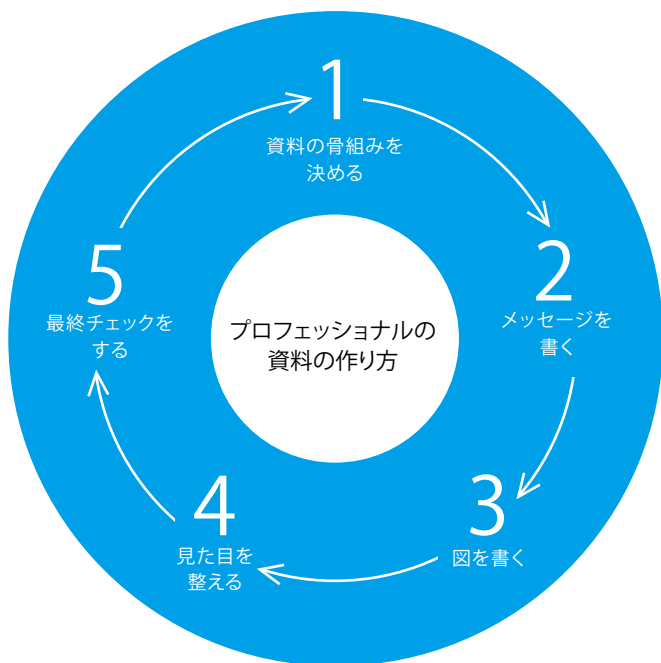 1
資料の骨組みを
決める
2
メッセージを
書く
3
図を書く
4
見た目を
整える
5
最終チェックを
する
プロフェッショナルの
資料の作り方